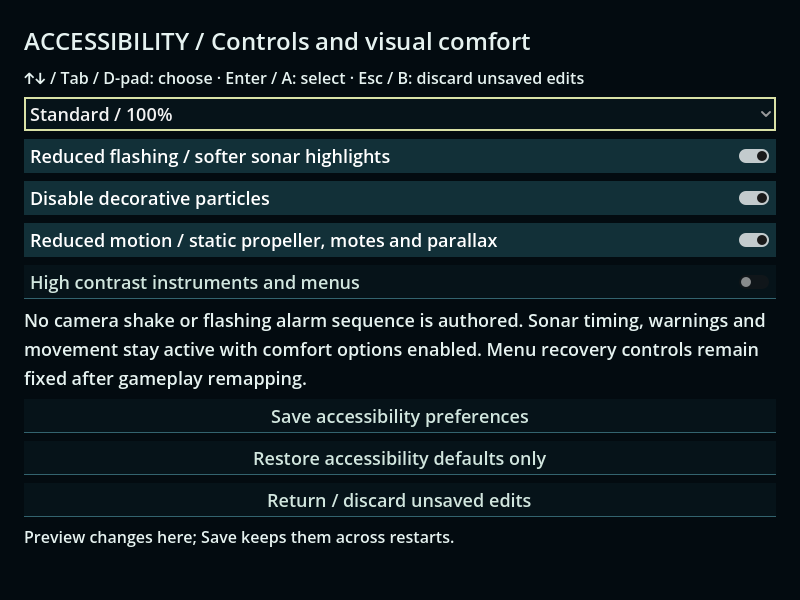 ACCESSIBILITY / Controls and visual comfort
↑↓ / Tab / D-pad: choose · Enter / A: select · Esc / B: discard unsaved edits
Standard / 100%
Reduced flashing / softer sonar highlights
Disable decorative particles
Reduced motion / static propeller, motes and parallax
High contrast instruments and menus
No camera shake or flashing alarm sequence is authored. Sonar timing, warnings and
movement stay active with comfort options enabled. Menu recovery controls remain
fixed after gameplay remapping.
Save accessibility preferences
Restore accessibility defaults only
Return / discard unsaved edits
Preview changes here; Save keeps them across restarts.